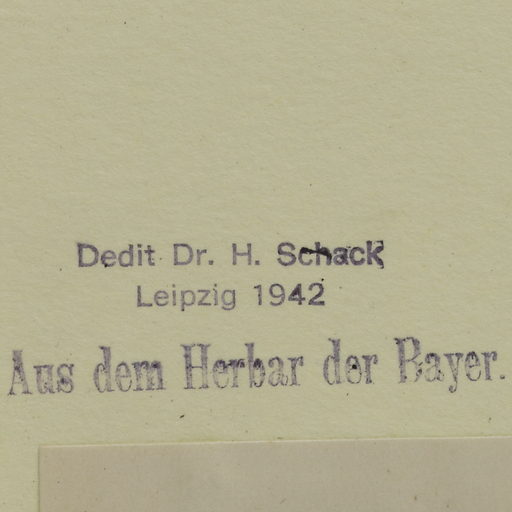 Dedit Dr. H. Schack
Leipzig 1942
Aus dem Herbar der Bayer.